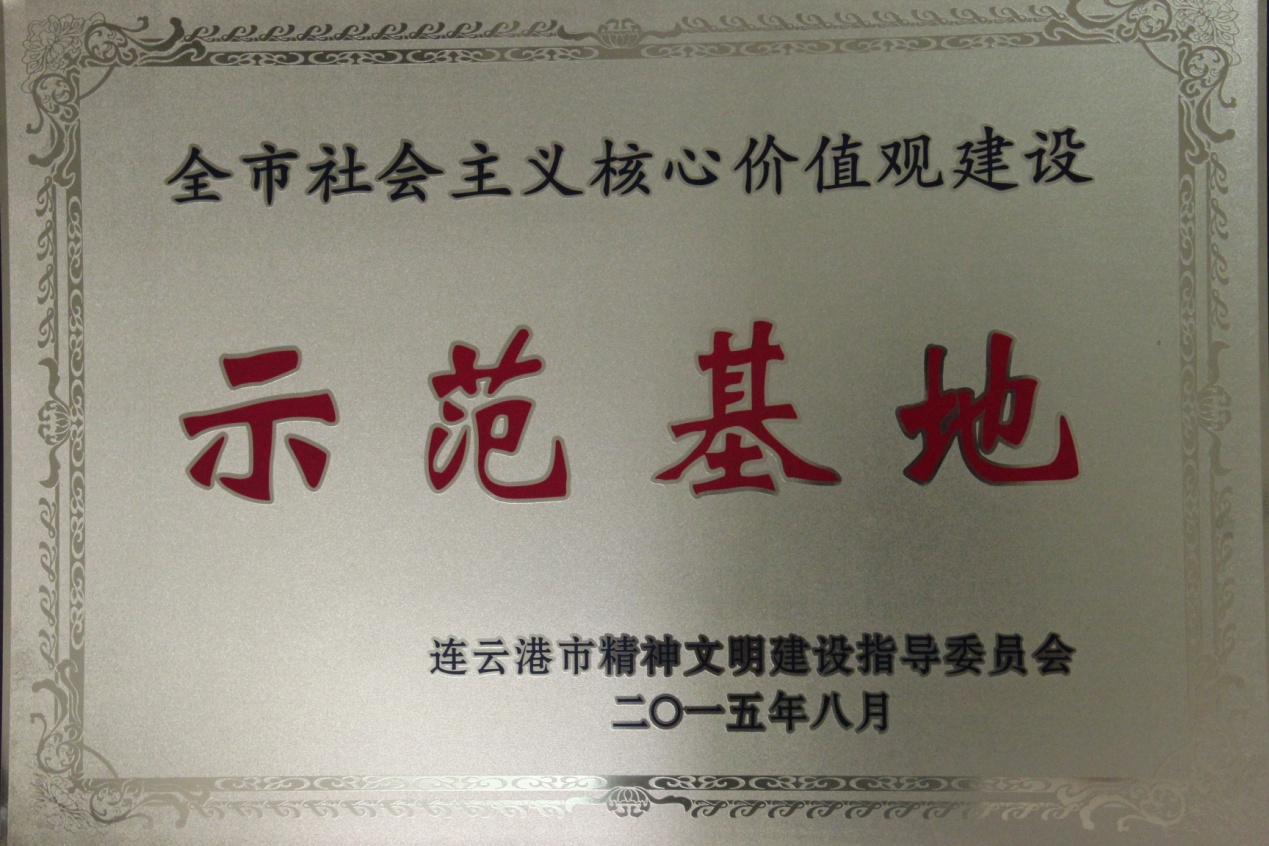 全市社会主义核心价值观建设
示范基地
连云港市精神文明建设指导委员会
二〇一五年八月